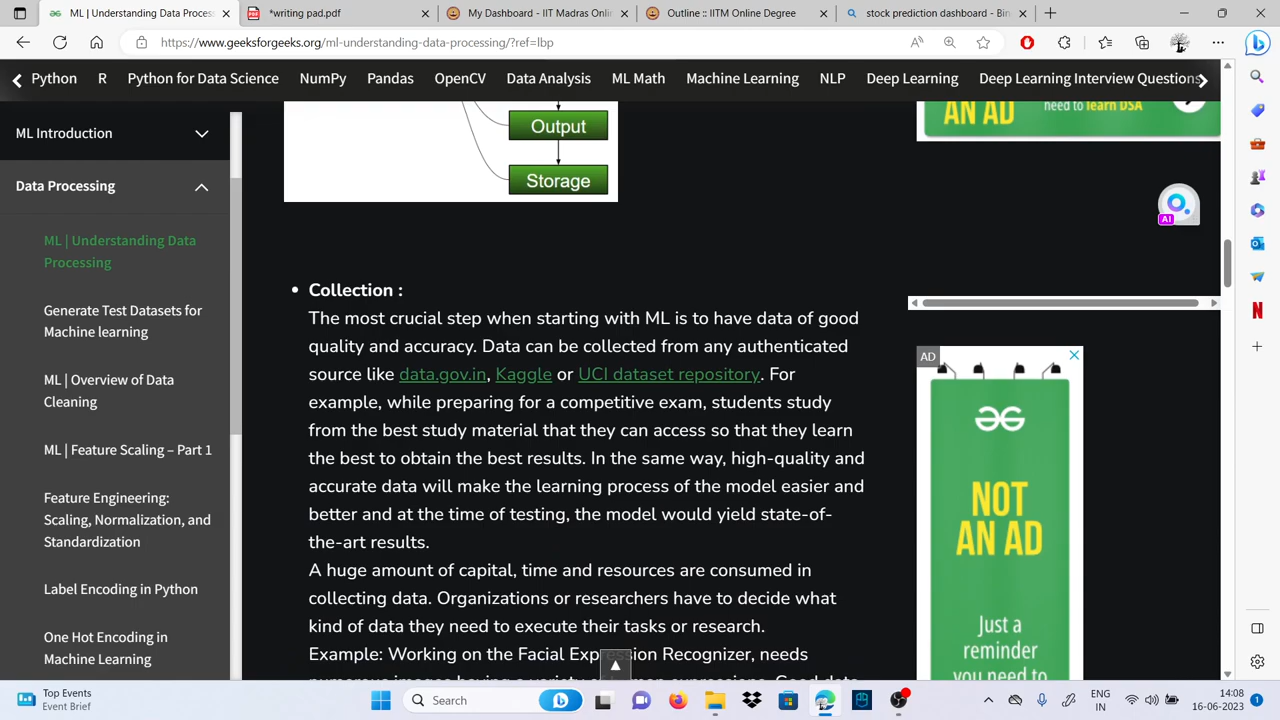 ML | Understanding Data Process
*writing pad.pdf
My Dashboard - IIT Madras Onlin
Outline :: IITM Online Degree
stock prediction dashboard - Bin
https://www.geeksforgeeks.org/ml-understanding-data-processing/?ref=lbp
Python
R
Python for Data Science
NumPy
Pandas
OpenCV
Data Analysis
ML Math
Machine Learning
NLP
Deep Learning
Deep Learning Interview Questions
ML Introduction
Data Processing
ML | Understanding Data
Processing
Generate Test Datasets for
Machine learning
ML | Overview of Data
Cleaning
ML | Feature Scaling – Part 1
Feature Engineering:
Scaling, Normalization, and
Standardization
Label Encoding in Python
One Hot Encoding in
Machine Learning
Output
Storage
Collection :
The most crucial step when starting with ML is to have data of good
quality and accuracy. Data can be collected from any authenticated
source like data.gov.in, Kaggle or UCI dataset repository. For
example, while preparing for a competitive exam, students study
from the best study material that they can access so that they learn
the best to obtain the best results. In the same way, high-quality and
accurate data will make the learning process of the model easier and
better and at the time of testing, the model would yield state-of-
the-art results.
A huge amount of capital, time and resources are consumed in
collecting data. Organizations or researchers have to decide what
kind of data they need to execute their tasks or research.
Example: Working on the Facial Expression Recognizer, needs
AN AD
need to learn DSA
AI
AD
NOT
AN AD
Just a
reminder
you need to
Top Events
Event Brief
Search
ENG
IN
14:08
16-06-2023